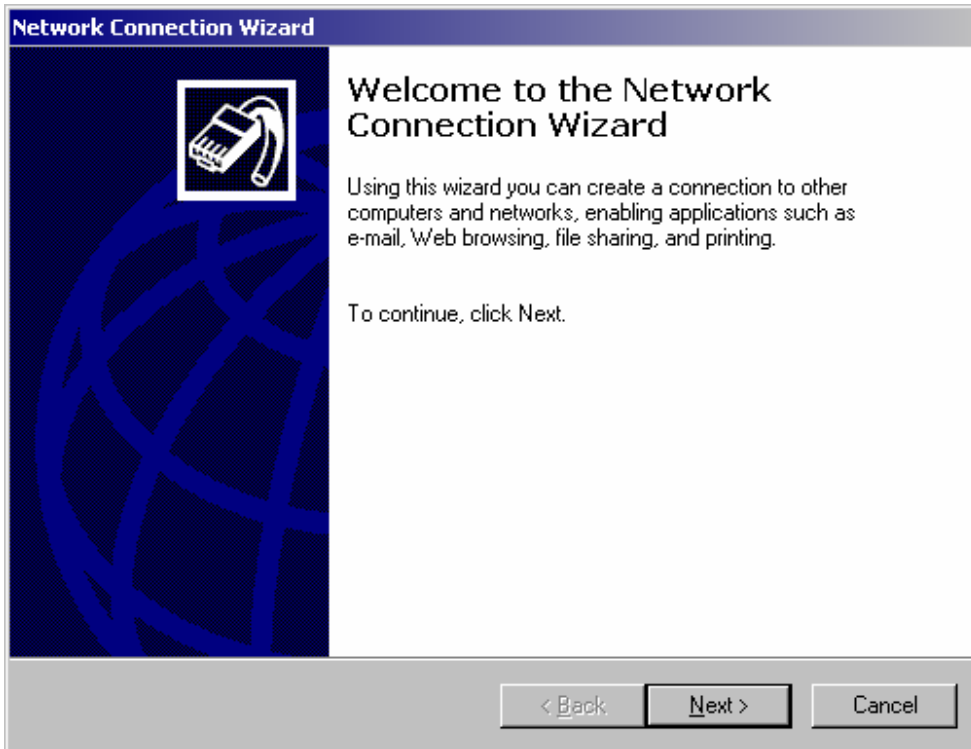 Network Connection Wizard
Welcome to the Network
Connection Wizard
Using this wizard you can create a connection to other
computers and networks, enabling applications such as
e-mail, Web browsing, file sharing, and printing.
To continue, click Next.
< Back
Next >
Cancel